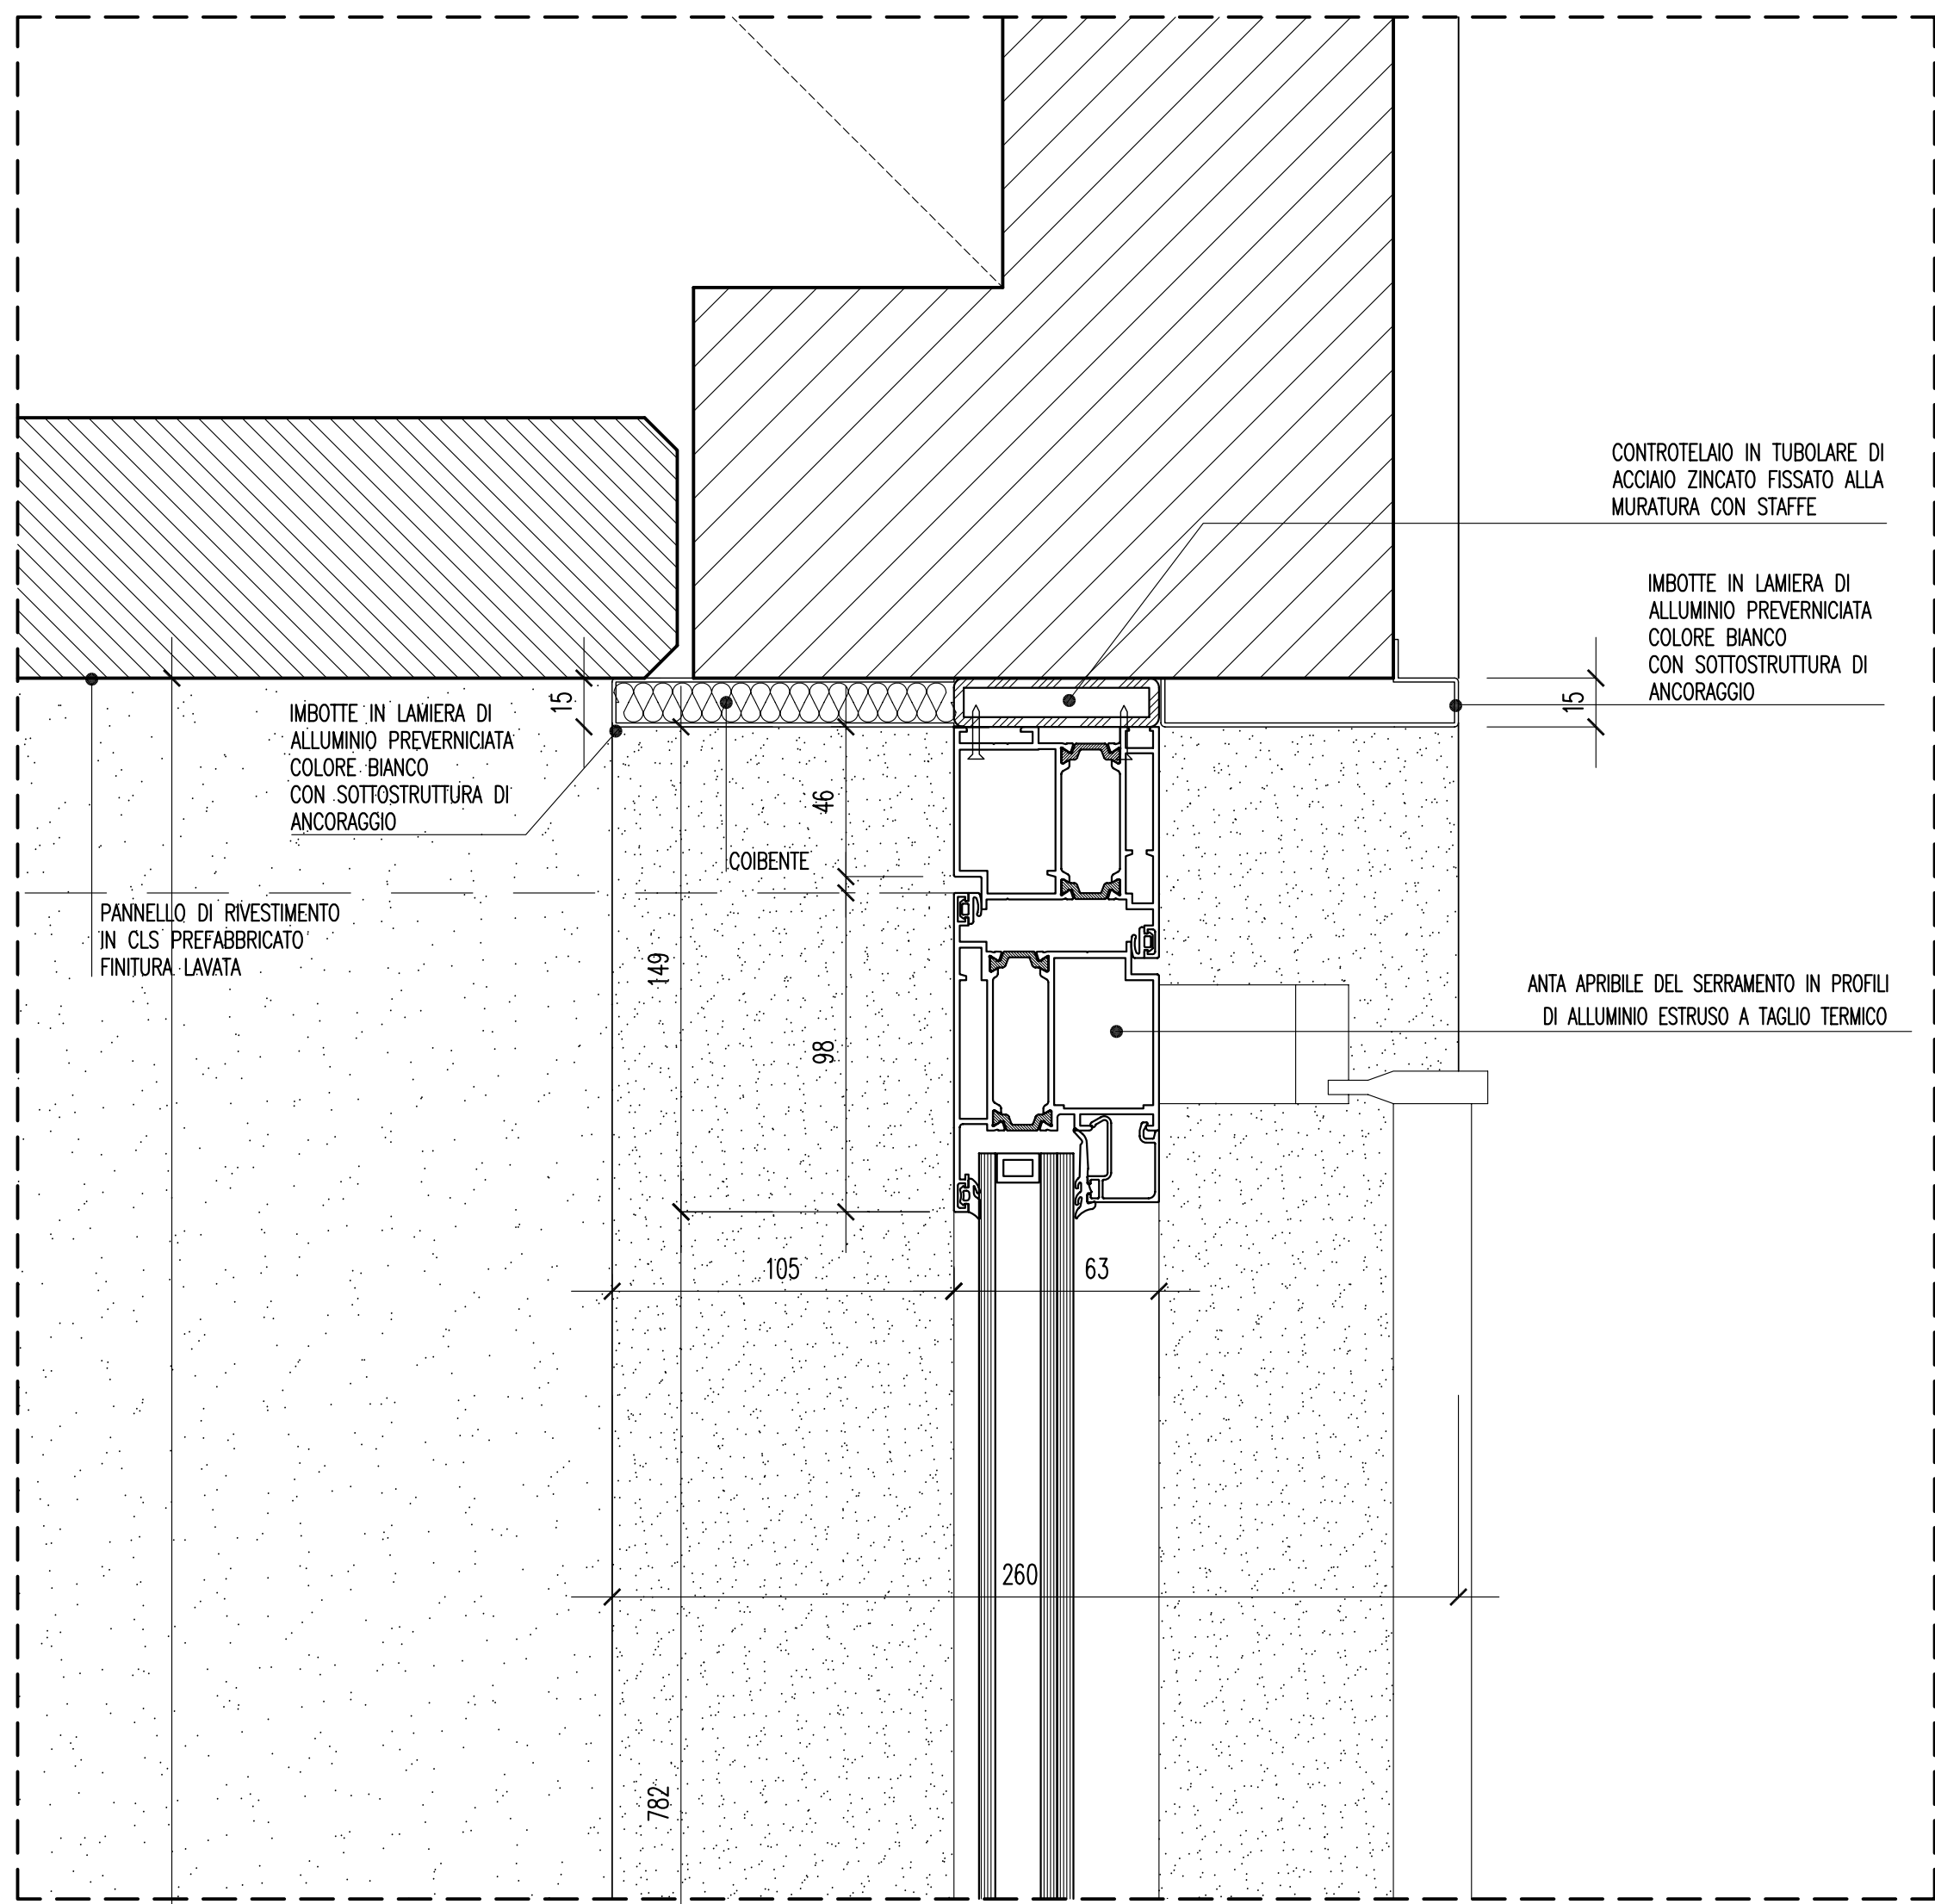 CONTROTELAIO IN TUBOLARE DI
ACCIAIO ZINCATO FISSATO ALLA
MURATURA CON STAFFE
IMBOTTE IN LAMIERA DI
ALLUMINIO PREVERNICIATA
COLORE BIANCO
CON SOTTOSTRUTTURA DI
ANCORAGGIO
15
15
IMBOTTE IN LAMIERA DI
ALLUMINIO PREVERNICIATA
COLORE BIANCO
CON SOTTOSTRUTTURA DI
ANCORAGGIO
46
COIBENTE
PANNELLO DI RIVESTIMENTO
IN CLS PREFABBRICATO
FINITURA LAVATA
149
98
ANTA APRIBILE DEL SERRAMENTO IN PROFILI
DI ALLUMINIO ESTRUSO A TAGLIO TERMICO
105
63
260
782